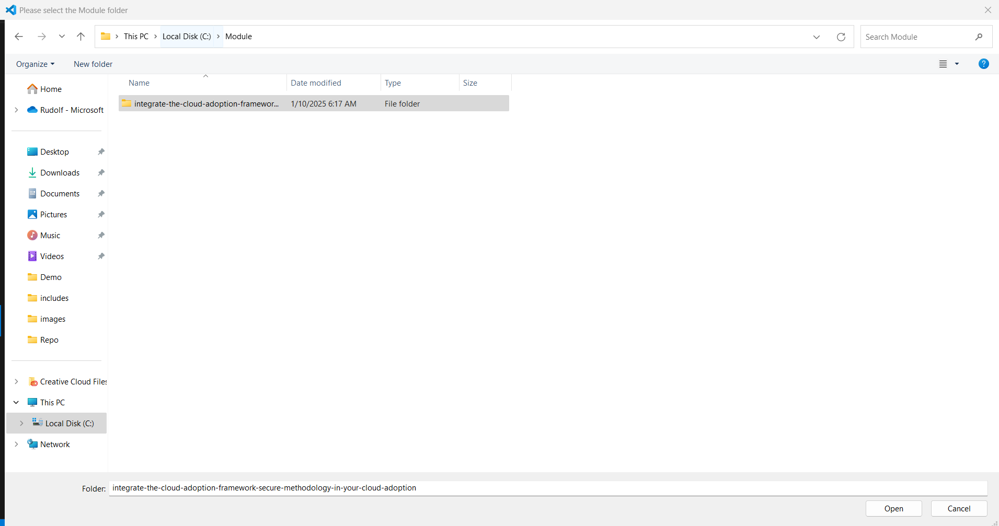 Please select the Module folder
This PC > Local Disk (C:) > Module
Search Module
Organize
New folder
?
Name
Date modified
Type
Size
integrate-the-cloud-adoption-framewor...
1/10/2025 6:17 AM
File folder
Home
Rudolf - Microsoft
Desktop
Downloads
Documents
Pictures
Music
Videos
Demo
includes
images
Repo
Creative Cloud Files
This PC
Local Disk (C:)
Network
Folder:
integrate-the-cloud-adoption-framework-secure-methodology-in-your-cloud-adoption
Open
Cancel